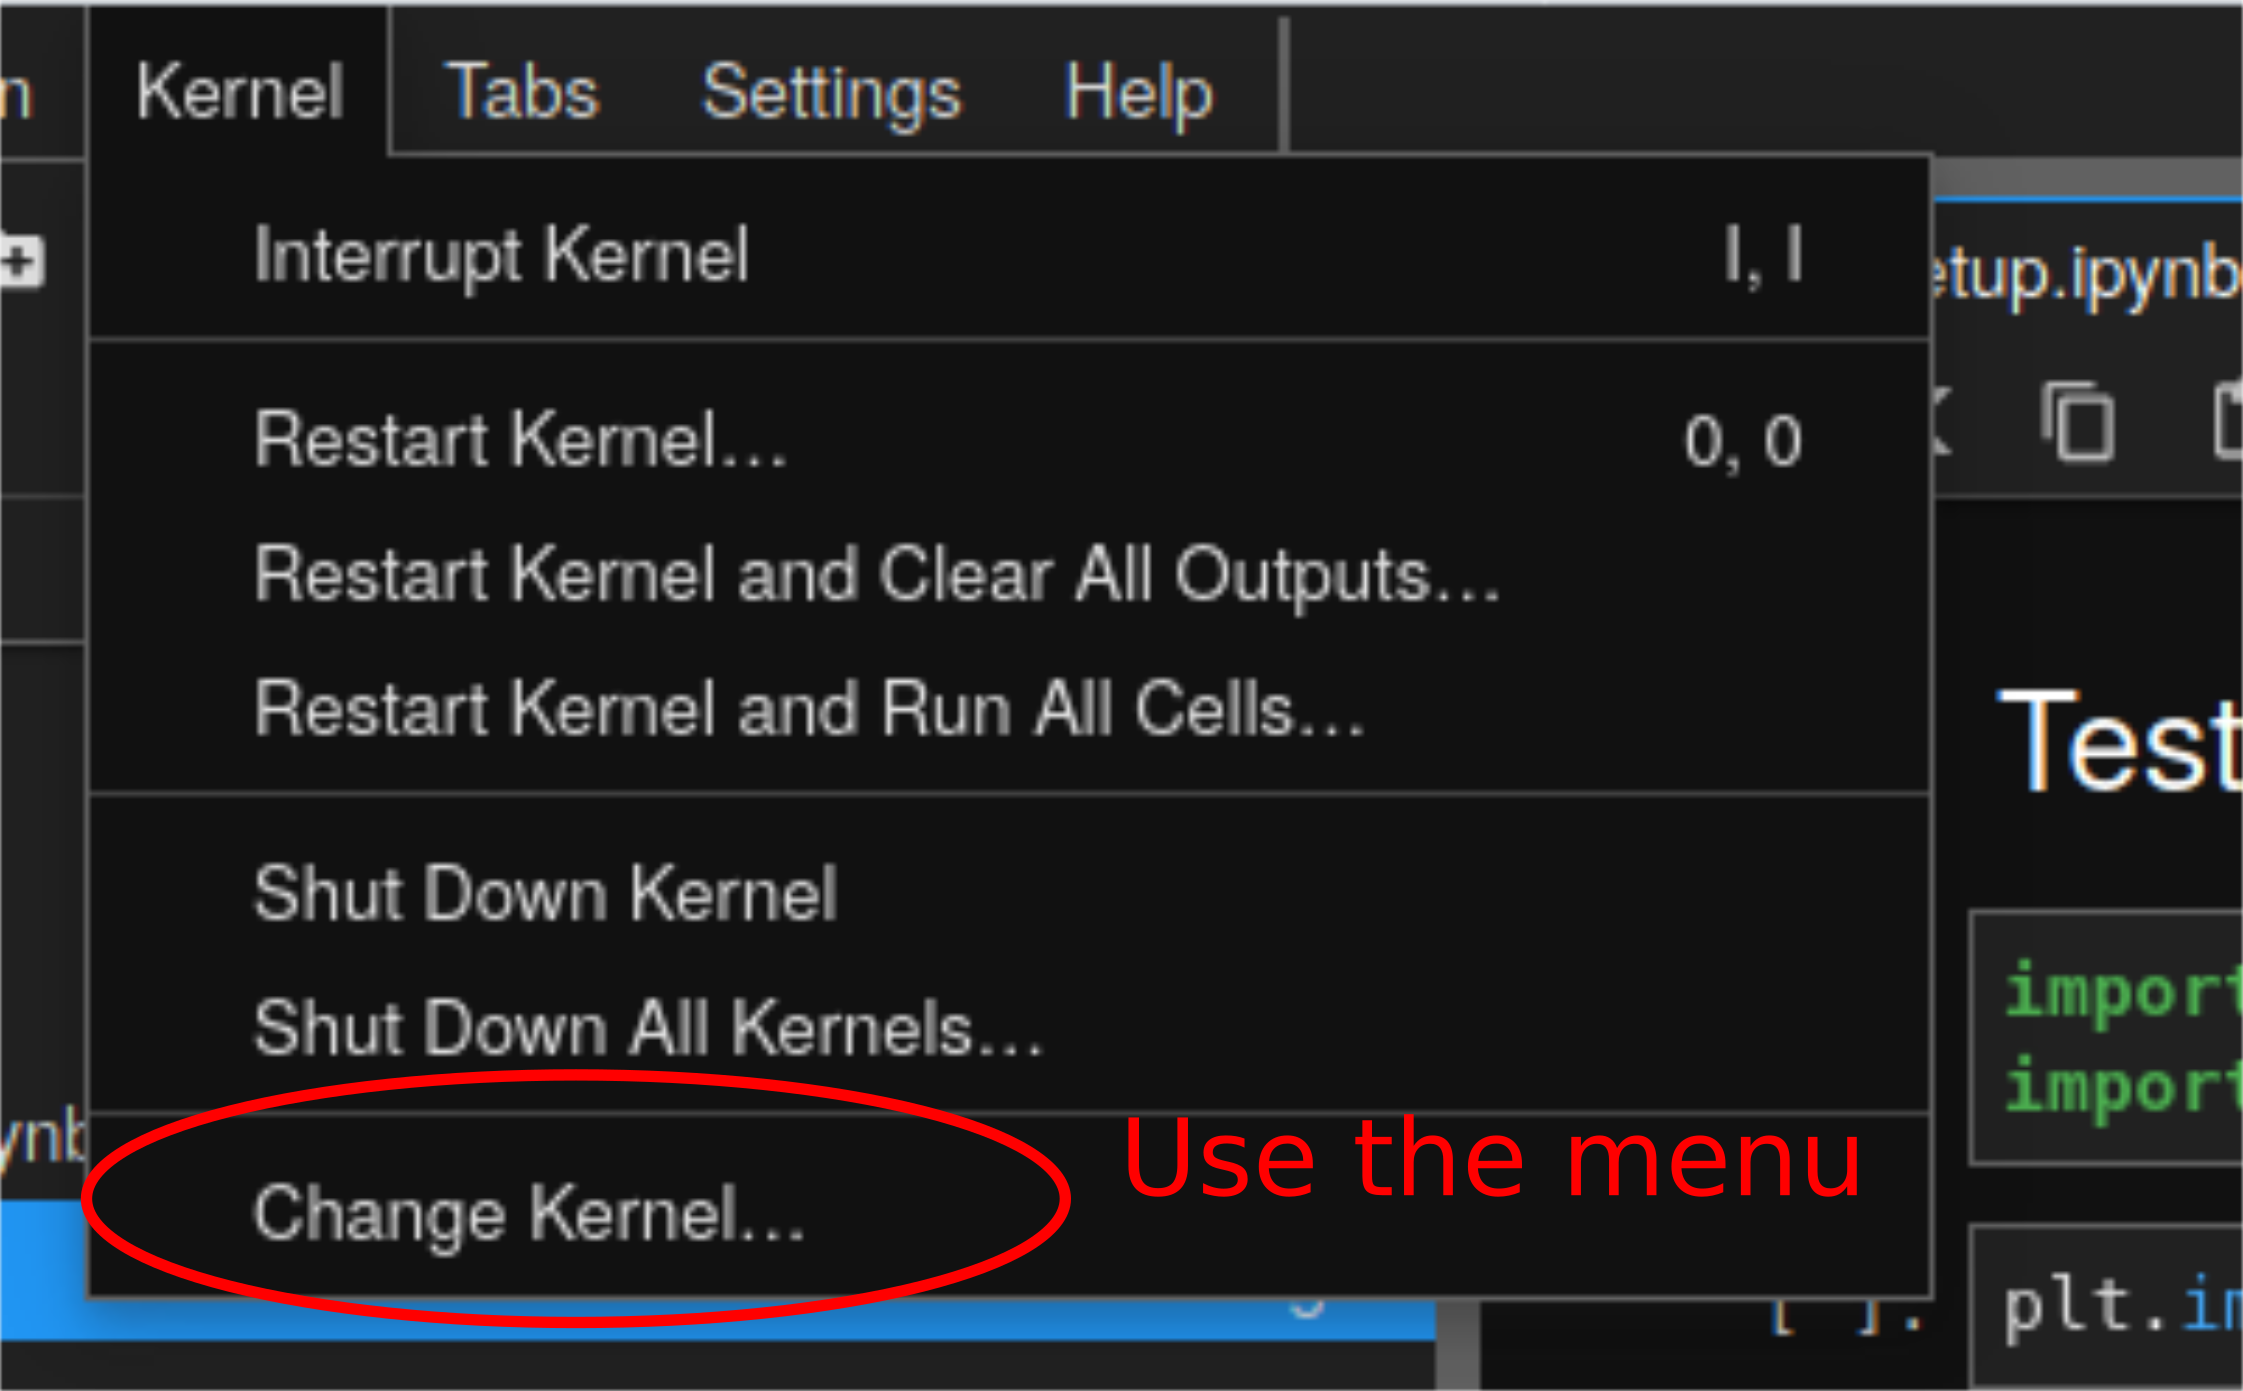 n Kernel Tabs Settings Help
Interrupt Kernel I, I
etup.ipynb
Restart Kernel… 0, 0
Restart Kernel and Clear All Outputs…
Restart Kernel and Run All Cells…
Test
Shut Down Kernel
import
Shut Down All Kernels…
import
ynb
Use the menu
Change Kernel…
[ ]:
plt.im